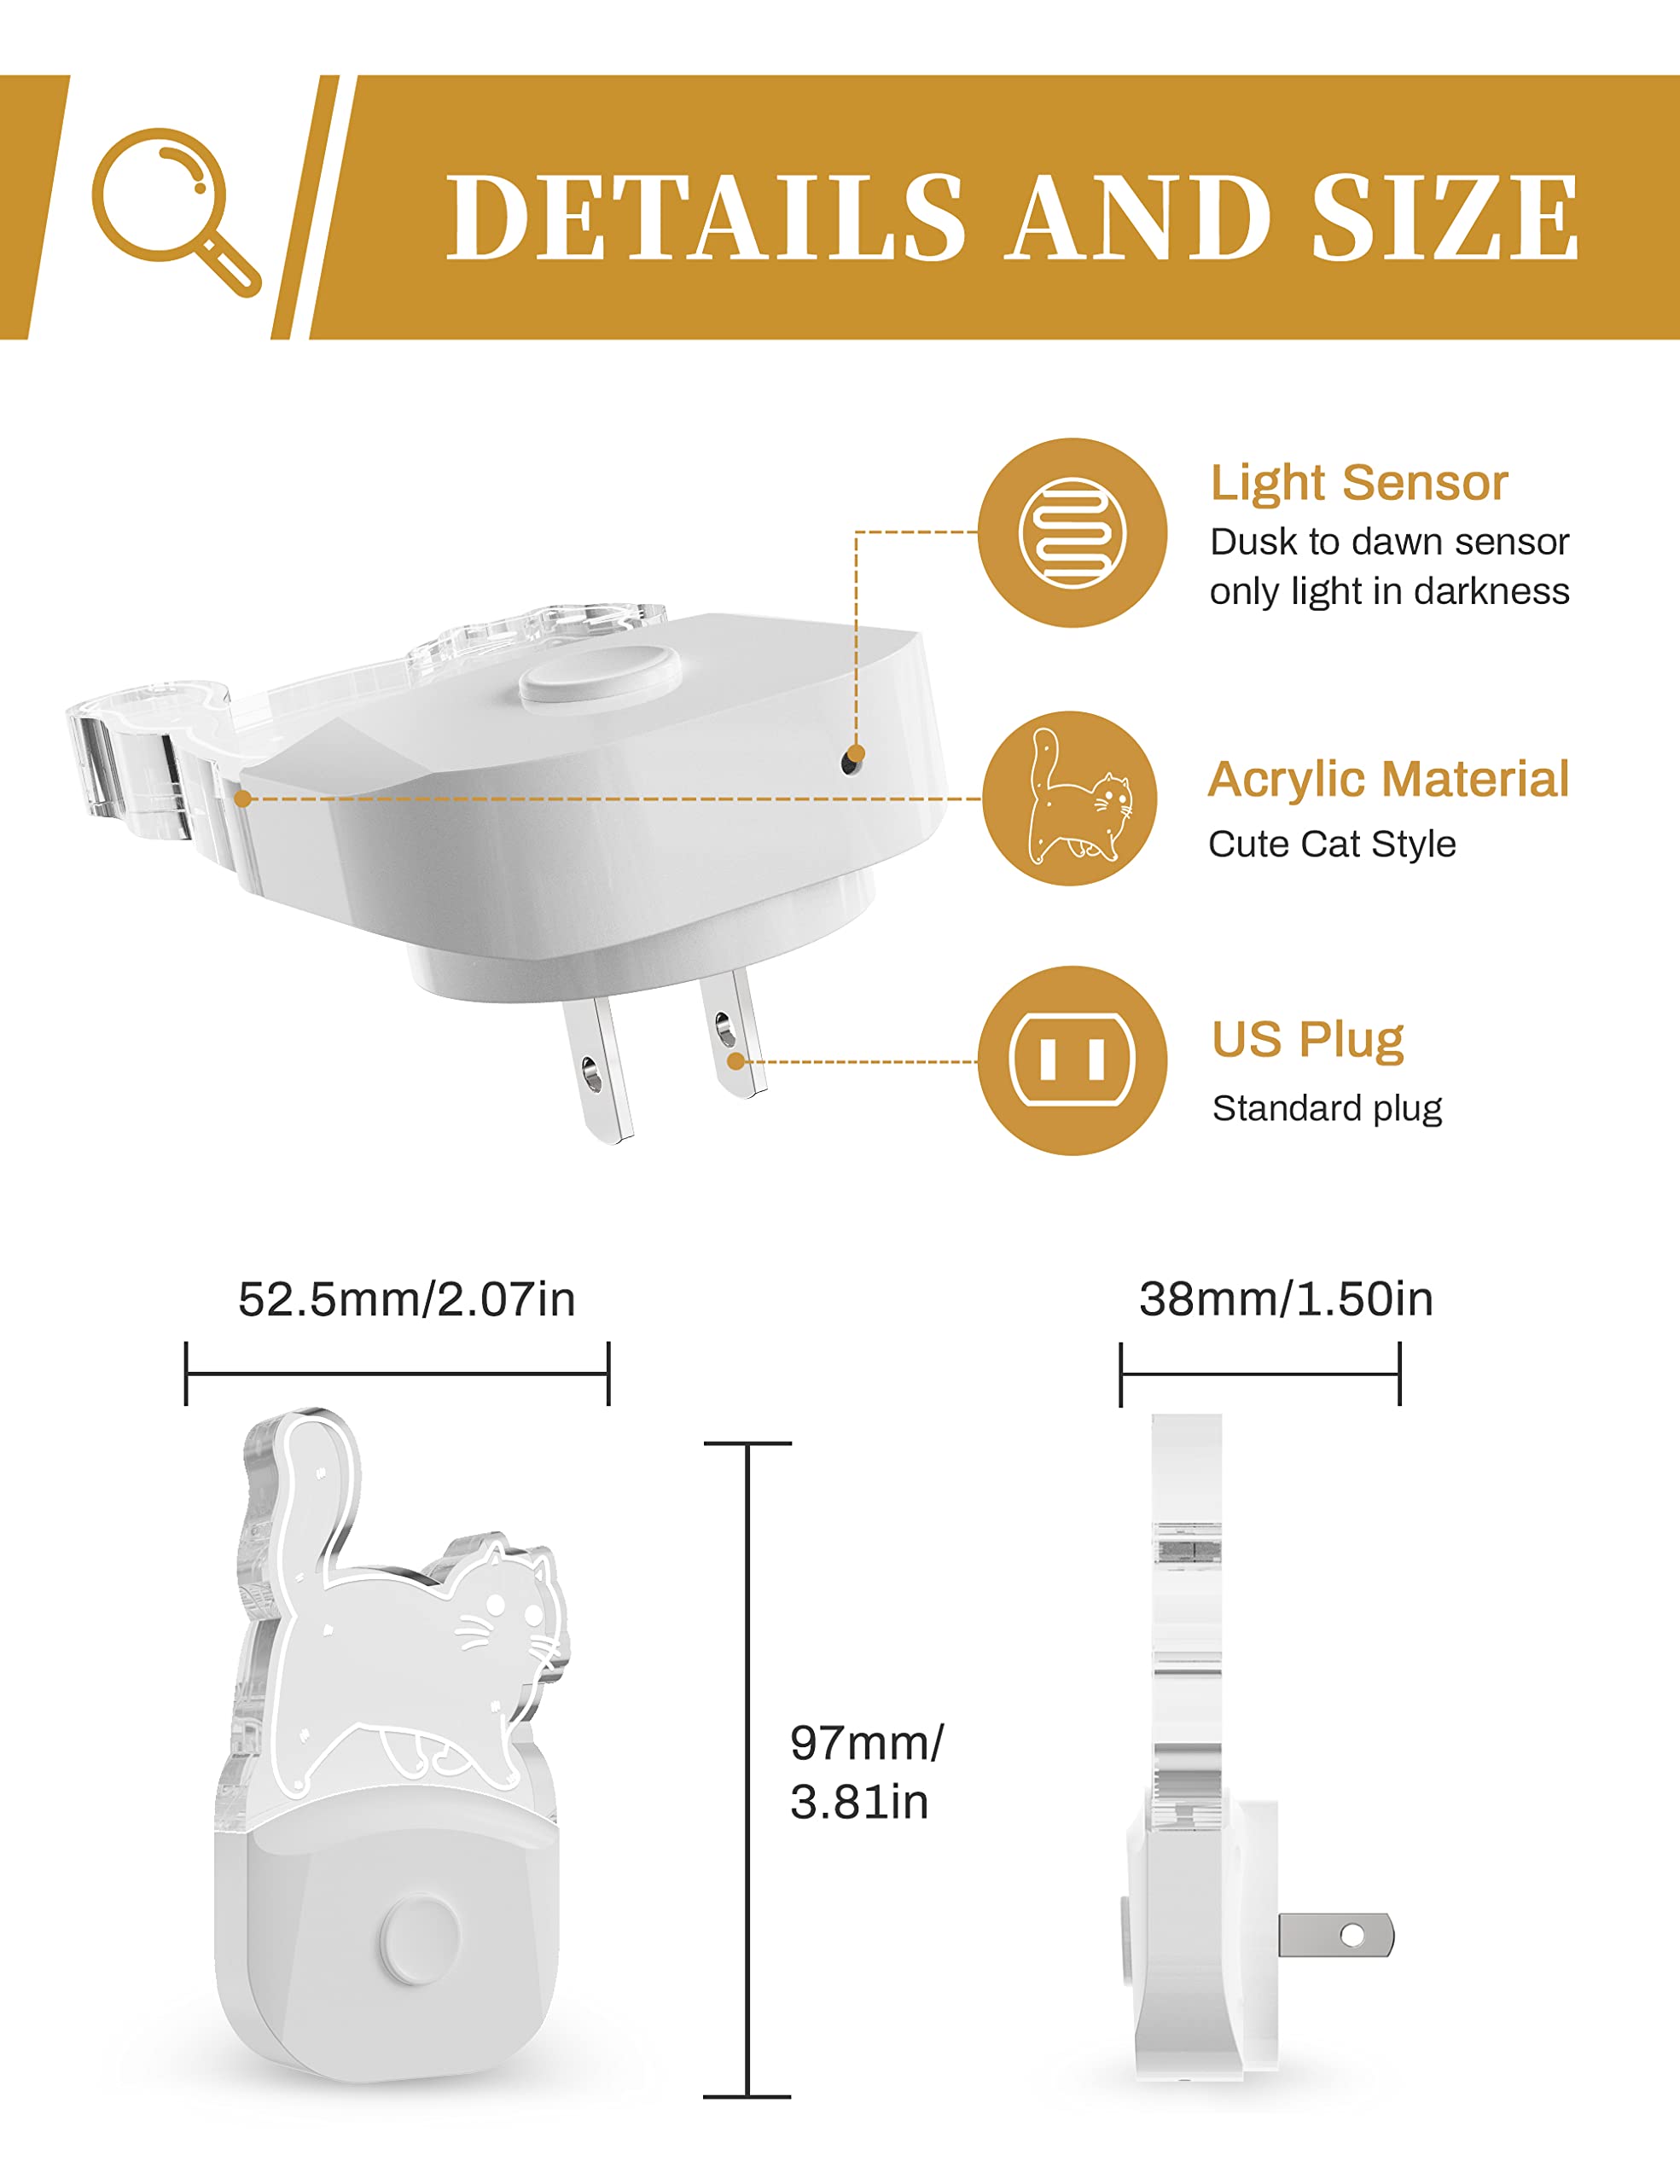 DETAILS AND SIZE
Light Sensor
Dusk to dawn sensor
only light in darkness
Acrylic Material
Cute Cat Style
US Plug
Standard plug
52.5mm/2.07in
38mm/1.50in
97mm/
3.81in